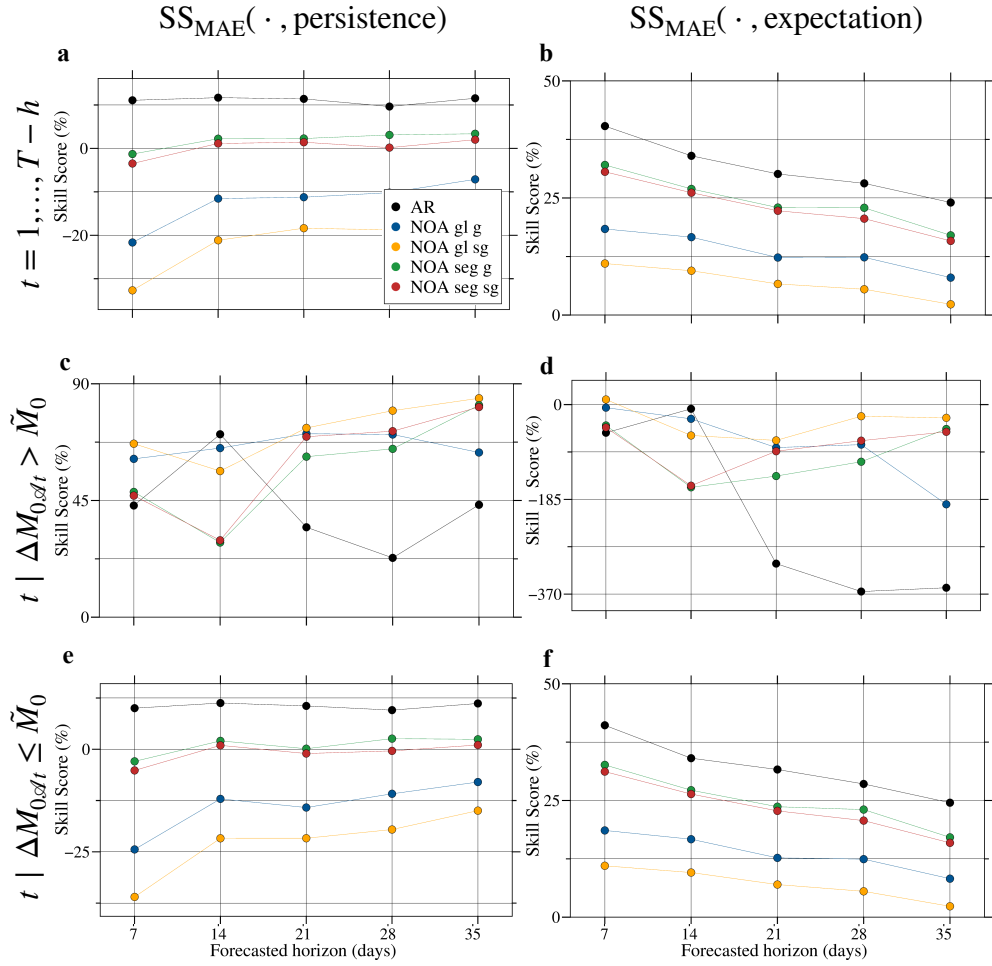 SS_MAE( · , persistence)
SS_MAE( · , expectation)
t = 1,…, T − h
a
Skill Score (%)
0
−20
AR
NOA gl g
NOA gl sg
NOA seg g
NOA seg sg
b
Skill Score (%)
50
25
0
t | ΔM_0𝒜t > M̃_0
c
Skill Score (%)
90
45
0
d
Skill Score (%)
0
−185
−370
t | ΔM_0𝒜t ≤ M̃_0
e
Skill Score (%)
0
−25
7 14 21 28 35
Forecasted horizon (days)
f
Skill Score (%)
50
25
0
7 14 21 28 35
Forecasted horizon (days)